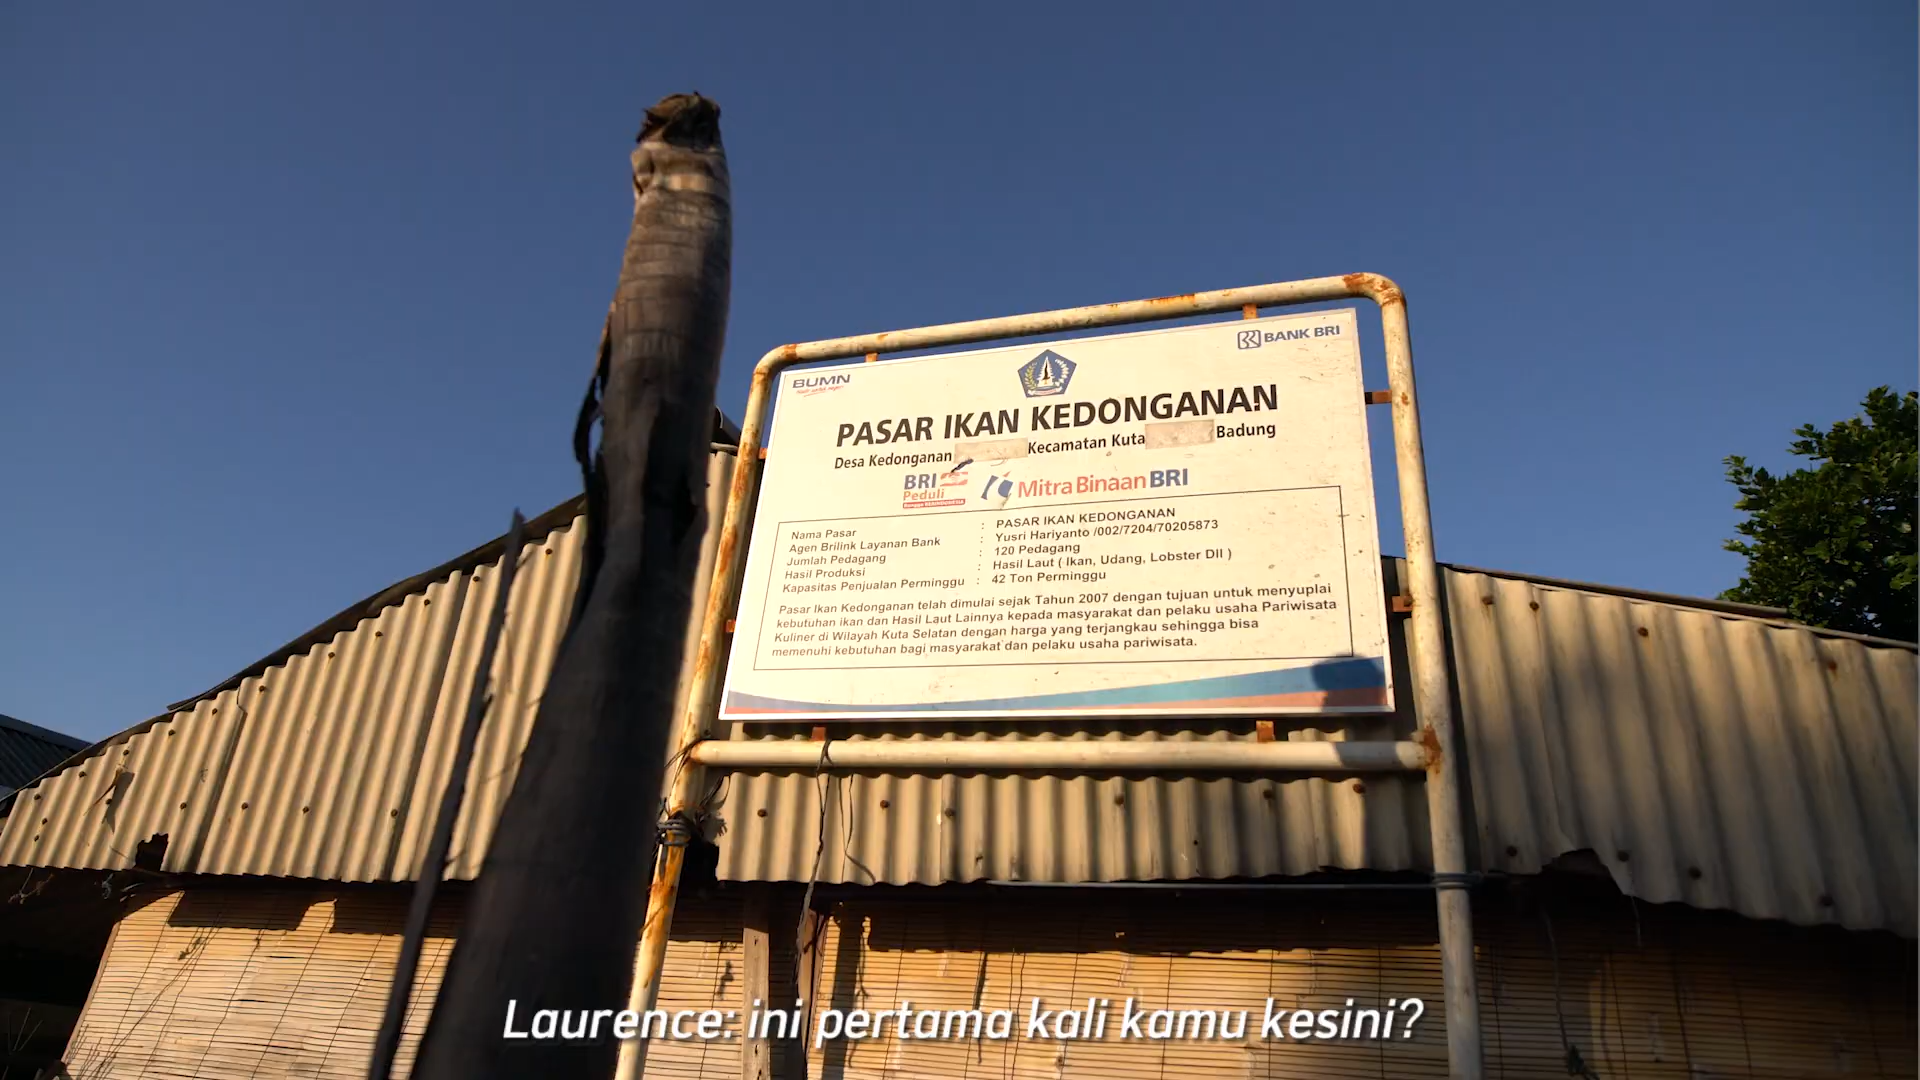 BUMN
BANK BRI
PASAR IKAN KEDONGANAN
Desa Kedonganan Kecamatan Kuta Badung
BRI Peduli
Mitra Binaan BRI
Nama Pasar : PASAR IKAN KEDONGANAN
Agen Brilink Layanan Bank : Yusri Hariyanto /002/7204/70205873
Jumlah Pedagang : 120 Pedagang
Hasil Produksi : Hasil Laut ( Ikan, Udang, Lobster Dll )
Kapasitas Penjualan Perminggu : 42 Ton Perminggu
Pasar Ikan Kedonganan telah dimulai sejak Tahun 2007 dengan tujuan untuk menyuplai
kebutuhan ikan dan Hasil Laut Lainnya kepada masyarakat dan pelaku usaha Pariwisata
Kuliner di Wilayah Kuta Selatan dengan harga yang terjangkau sehingga bisa
memenuhi kebutuhan bagi masyarakat dan pelaku usaha pariwisata.
Laurence: ini pertama kali kamu kesini?